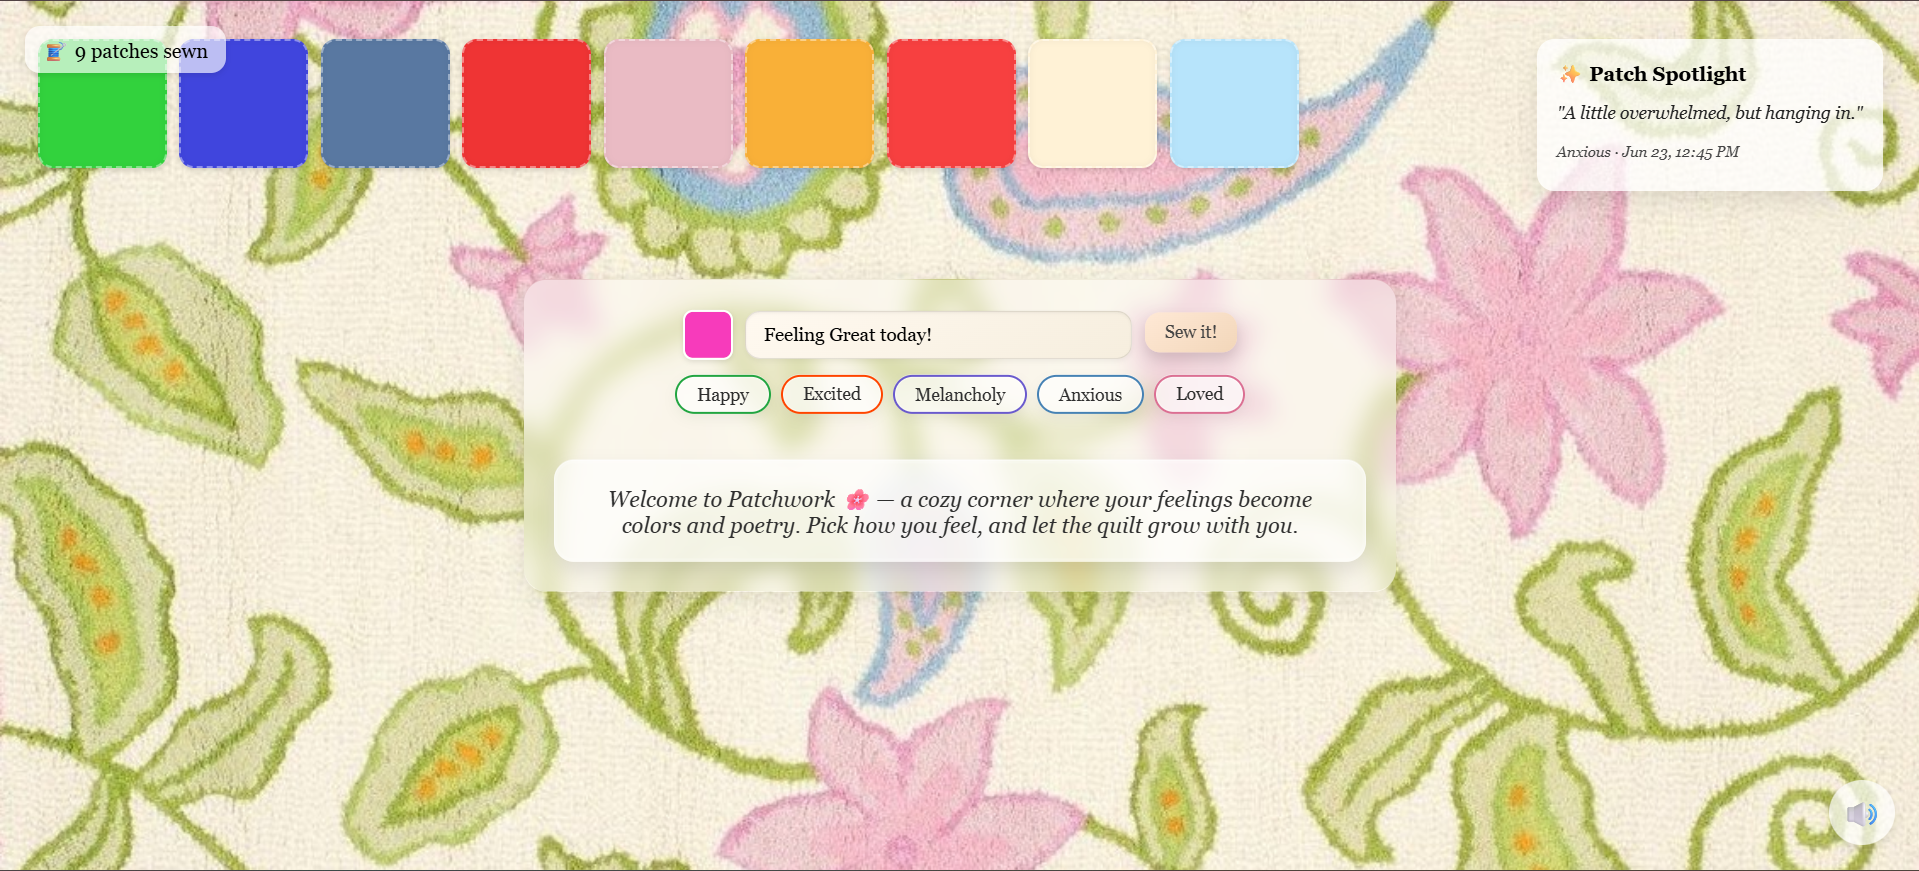 9 patches sewn
Patch Spotlight
"A little overwhelmed, but hanging in."
Anxious · Jun 23, 12:45 PM
Feeling Great today!
Sew it!
Happy
Excited
Melancholy
Anxious
Loved
Welcome to Patchwork 🌸 — a cozy corner where your feelings become
colors and poetry. Pick how you feel, and let the quilt grow with you.